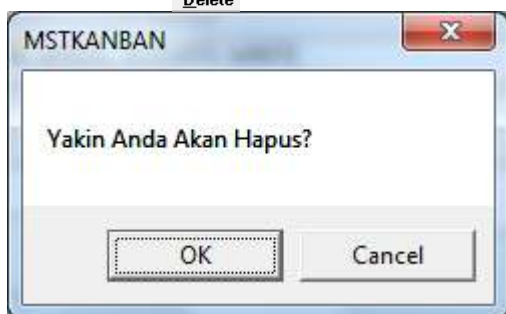 Delete
MSTKANBAN
Yakin Anda Akan Hapus?
OK
Cancel